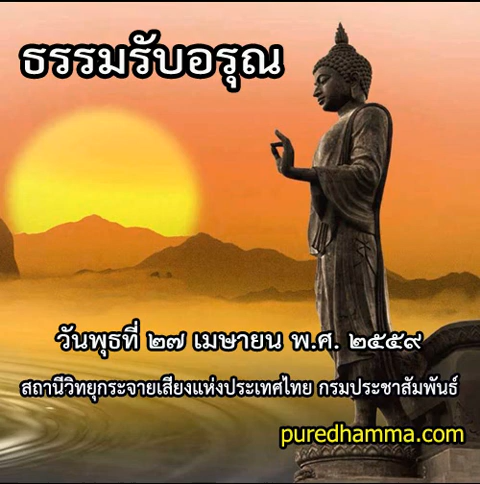 ธรรมรับอรุณ
วันพุธที่ ๒๗ เมษายน พ.ศ. ๒๕๕๙
สถานีวิทยุกระจายเสียงแห่งประเทศไทย กรมประชาสัมพันธ์
puredhamma.com